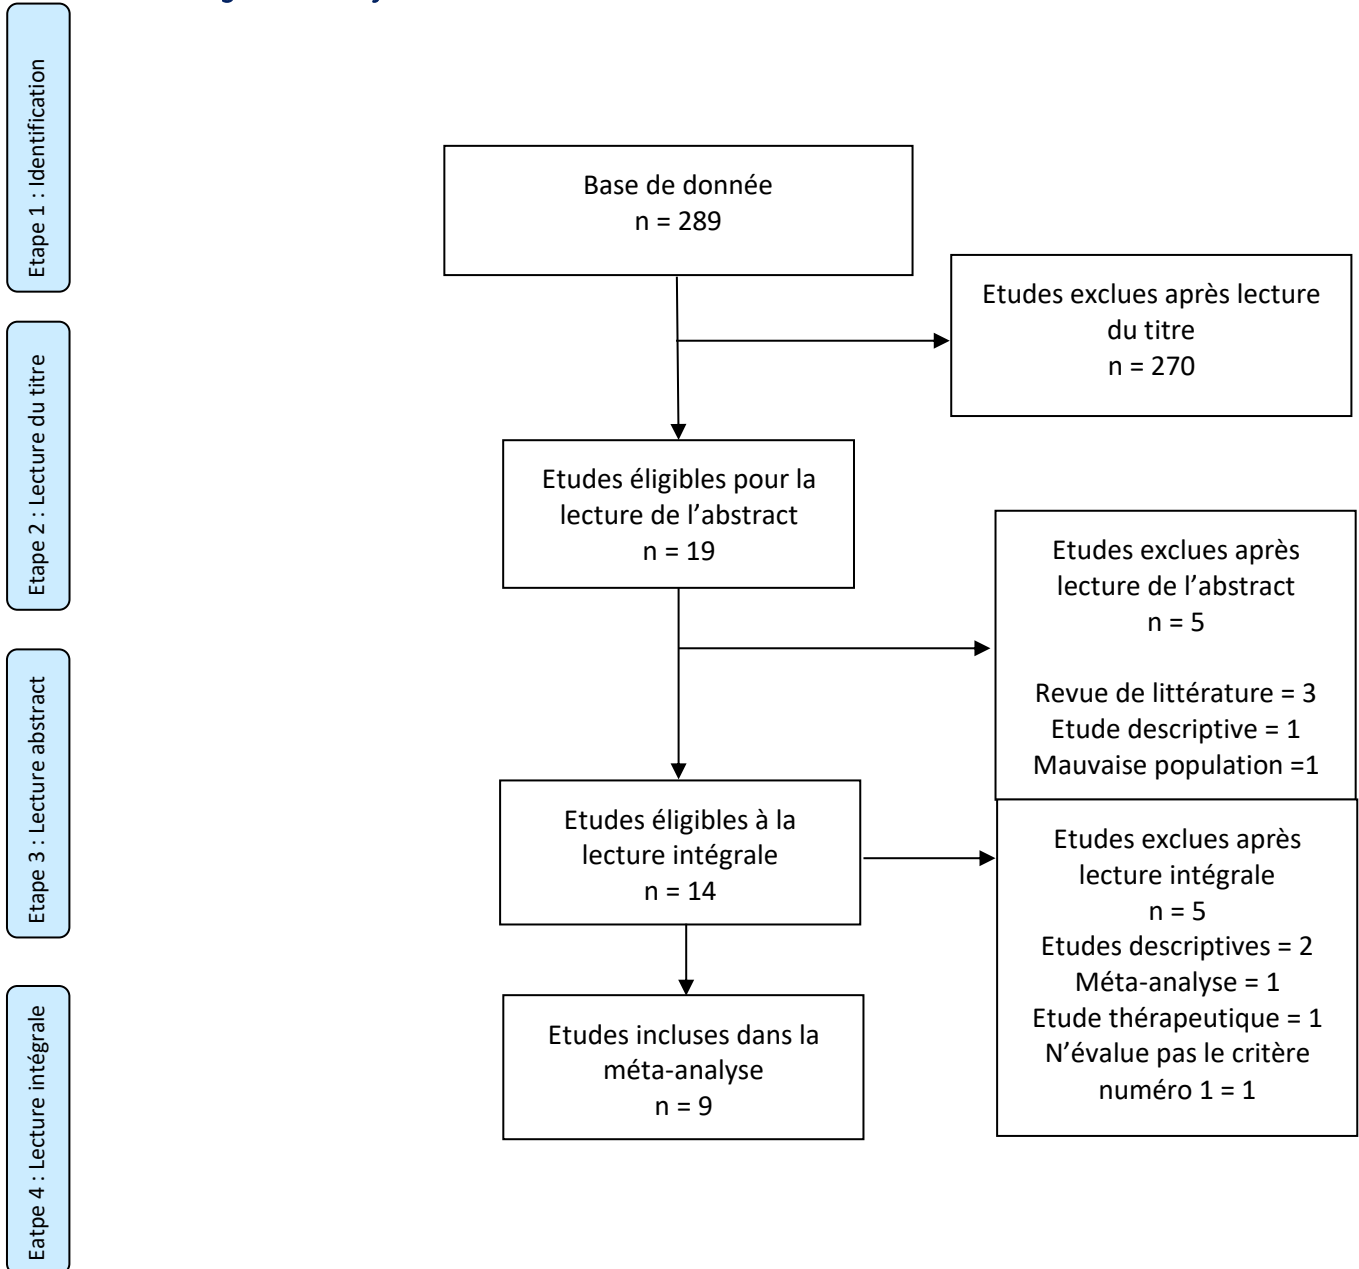 Etape 1 : Identification
Base de donnée
n = 289
Etudes exclues après lecture
du titre
n = 270
Etape 2 : Lecture du titre
Etudes éligibles pour la
lecture de l’abstract
n = 19
Etudes exclues après
lecture de l’abstract
n = 5
Revue de littérature = 3
Etude descriptive = 1
Mauvaise population =1
Etape 3 : Lecture abstract
Etudes éligibles à la
lecture intégrale
n = 14
Etudes exclues après
lecture intégrale
n = 5
Etudes descriptives = 2
Méta-analyse = 1
Etude thérapeutique = 1
N’évalue pas le critère
numéro 1 = 1
Eatpe 4 : Lecture intégrale
Etudes incluses dans la
méta-analyse
n = 9